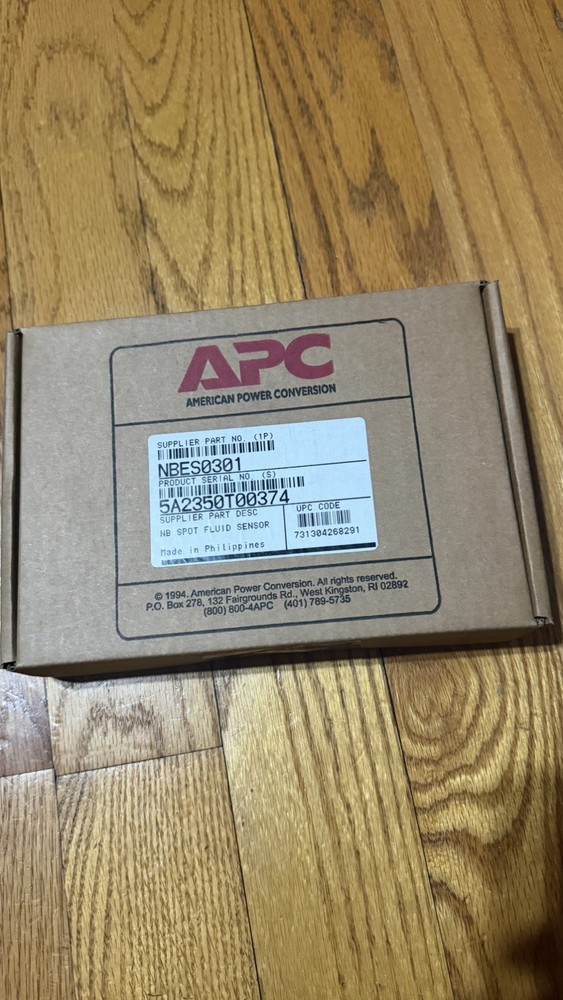 APC
AMERICAN POWER CONVERSION
SUPPLIER PART NO. (1P)
NBES0301
PRODUCT SERIAL NO (S)
5A2350T00374
SUPPLIER PART DESC
NB SPOT FLUID SENSOR
Made in Philippines
UPC CODE
731304268291
© 1994. American Power Conversion. All rights reserved.
P.O. Box 278, 132 Fairgrounds Rd., West Kingston, RI 02892
(800) 800-4APC (401) 789-5735